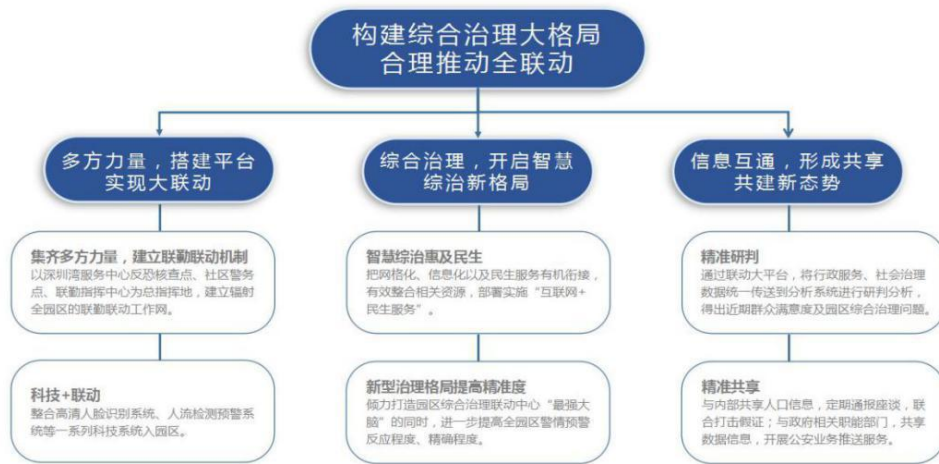 构建综合治理大格局
合理推动全联动
多方力量，搭建平台
实现大联动
集齐多方力量，建立联勤联动机制
以深圳湾服务中心反恐核查点、社区警务
点、联勤指挥中心为总指挥地，建立辐射
全园区的联勤联动工作网。
科技+联动
整合高清人脸识别系统、人流检测预警系
统等一系列科技系统入园区。
综合治理，开启智慧
综治新格局
智慧综治惠及民生
把网格化、信息化以及民生服务有机衔接，
有效整合相关资源，部署实施“互联网+
民生服务”。
新型治理格局提高精准度
倾力打造园区综合治理联动中心“最强大
脑”的同时，进一步提高全园区警情预警
反应程度、精确程度。
信息互通，形成共享
共建新态势
精准研判
通过联动大平台，将行政服务、社会治理
数据统一传送到分析系统进行研判分析，
得出近期群众满意度及园区综合治理问题。
精准共享
与内部共享人口信息，定期通报座谈，联
合打击假证；与政府相关职能部门，共享
数据信息，开展公安业务推送服务。